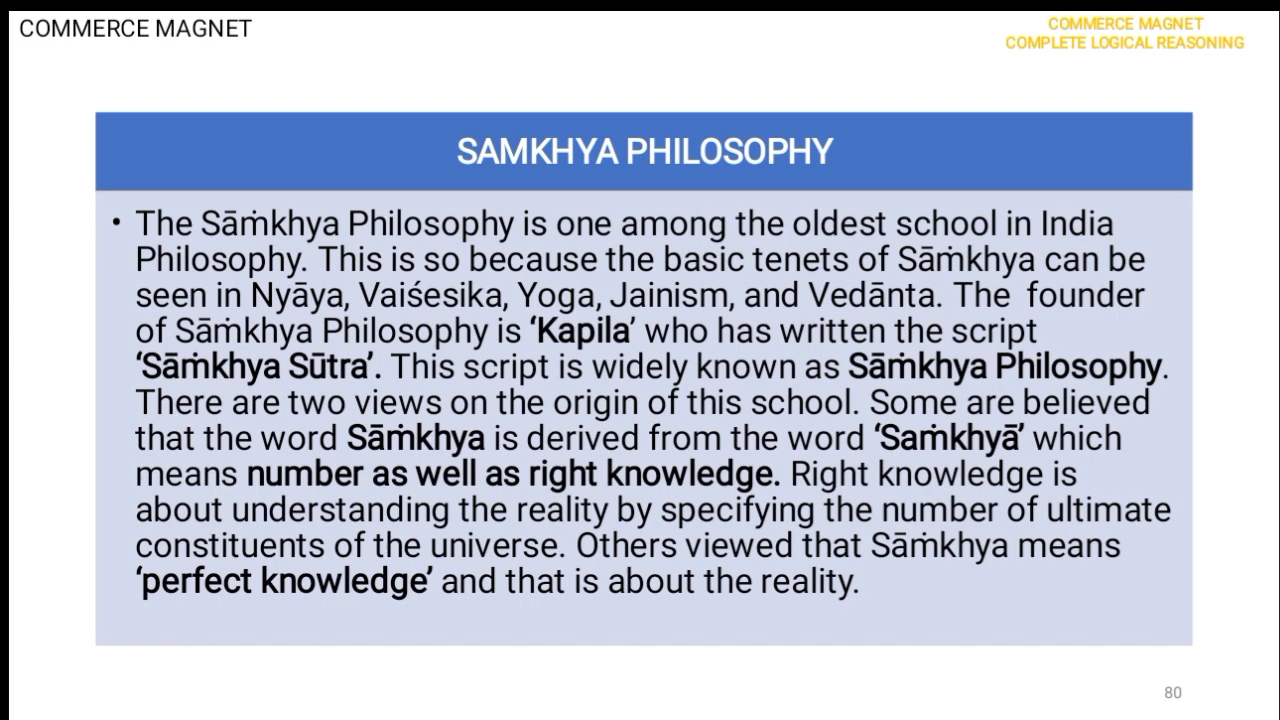 COMMERCE MAGNET
COMMERCE MAGNET
COMPLETE LOGICAL REASONING
SAMKHYA PHILOSOPHY
• The Sāṁkhya Philosophy is one among the oldest school in India
Philosophy. This is so because the basic tenets of Sāṁkhya can be
seen in Nyāya, Vaiśesika, Yoga, Jainism, and Vedānta. The  founder
of Sāṁkhya Philosophy is ‘Kapila’ who has written the script
‘Sāṁkhya Sūtra’. This script is widely known as Sāṁkhya Philosophy.
There are two views on the origin of this school. Some are believed
that the word Sāṁkhya is derived from the word ‘Saṁkhyā’ which
means number as well as right knowledge. Right knowledge is
about understanding the reality by specifying the number of ultimate
constituents of the universe. Others viewed that Sāṁkhya means
‘perfect knowledge’ and that is about the reality.
80